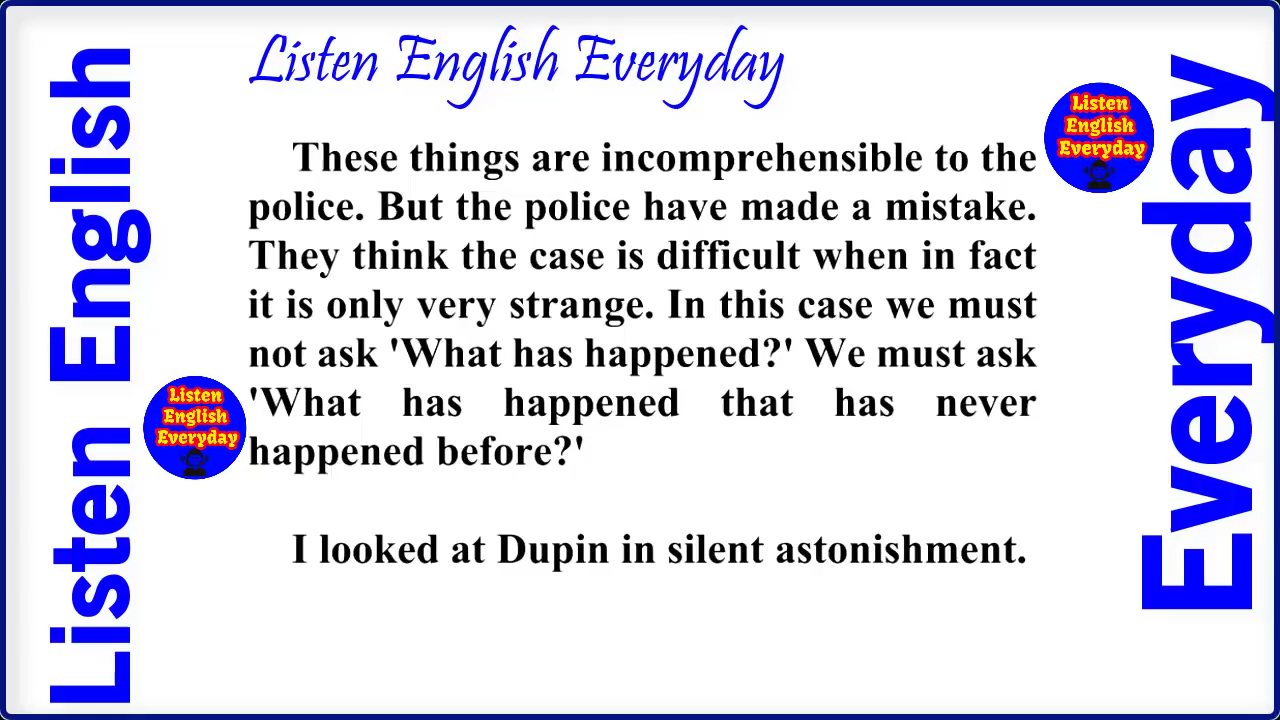 Listen English Everyday
These things are incomprehensible to the
police. But the police have made a mistake.
They think the case is difficult when in fact
it is only very strange. In this case we must
not ask 'What has happened?' We must ask
'What has happened that has never
happened before?'
I looked at Dupin in silent astonishment.
Listen English
Everyday
Listen
English
Everyday
Listen
English
Everyday